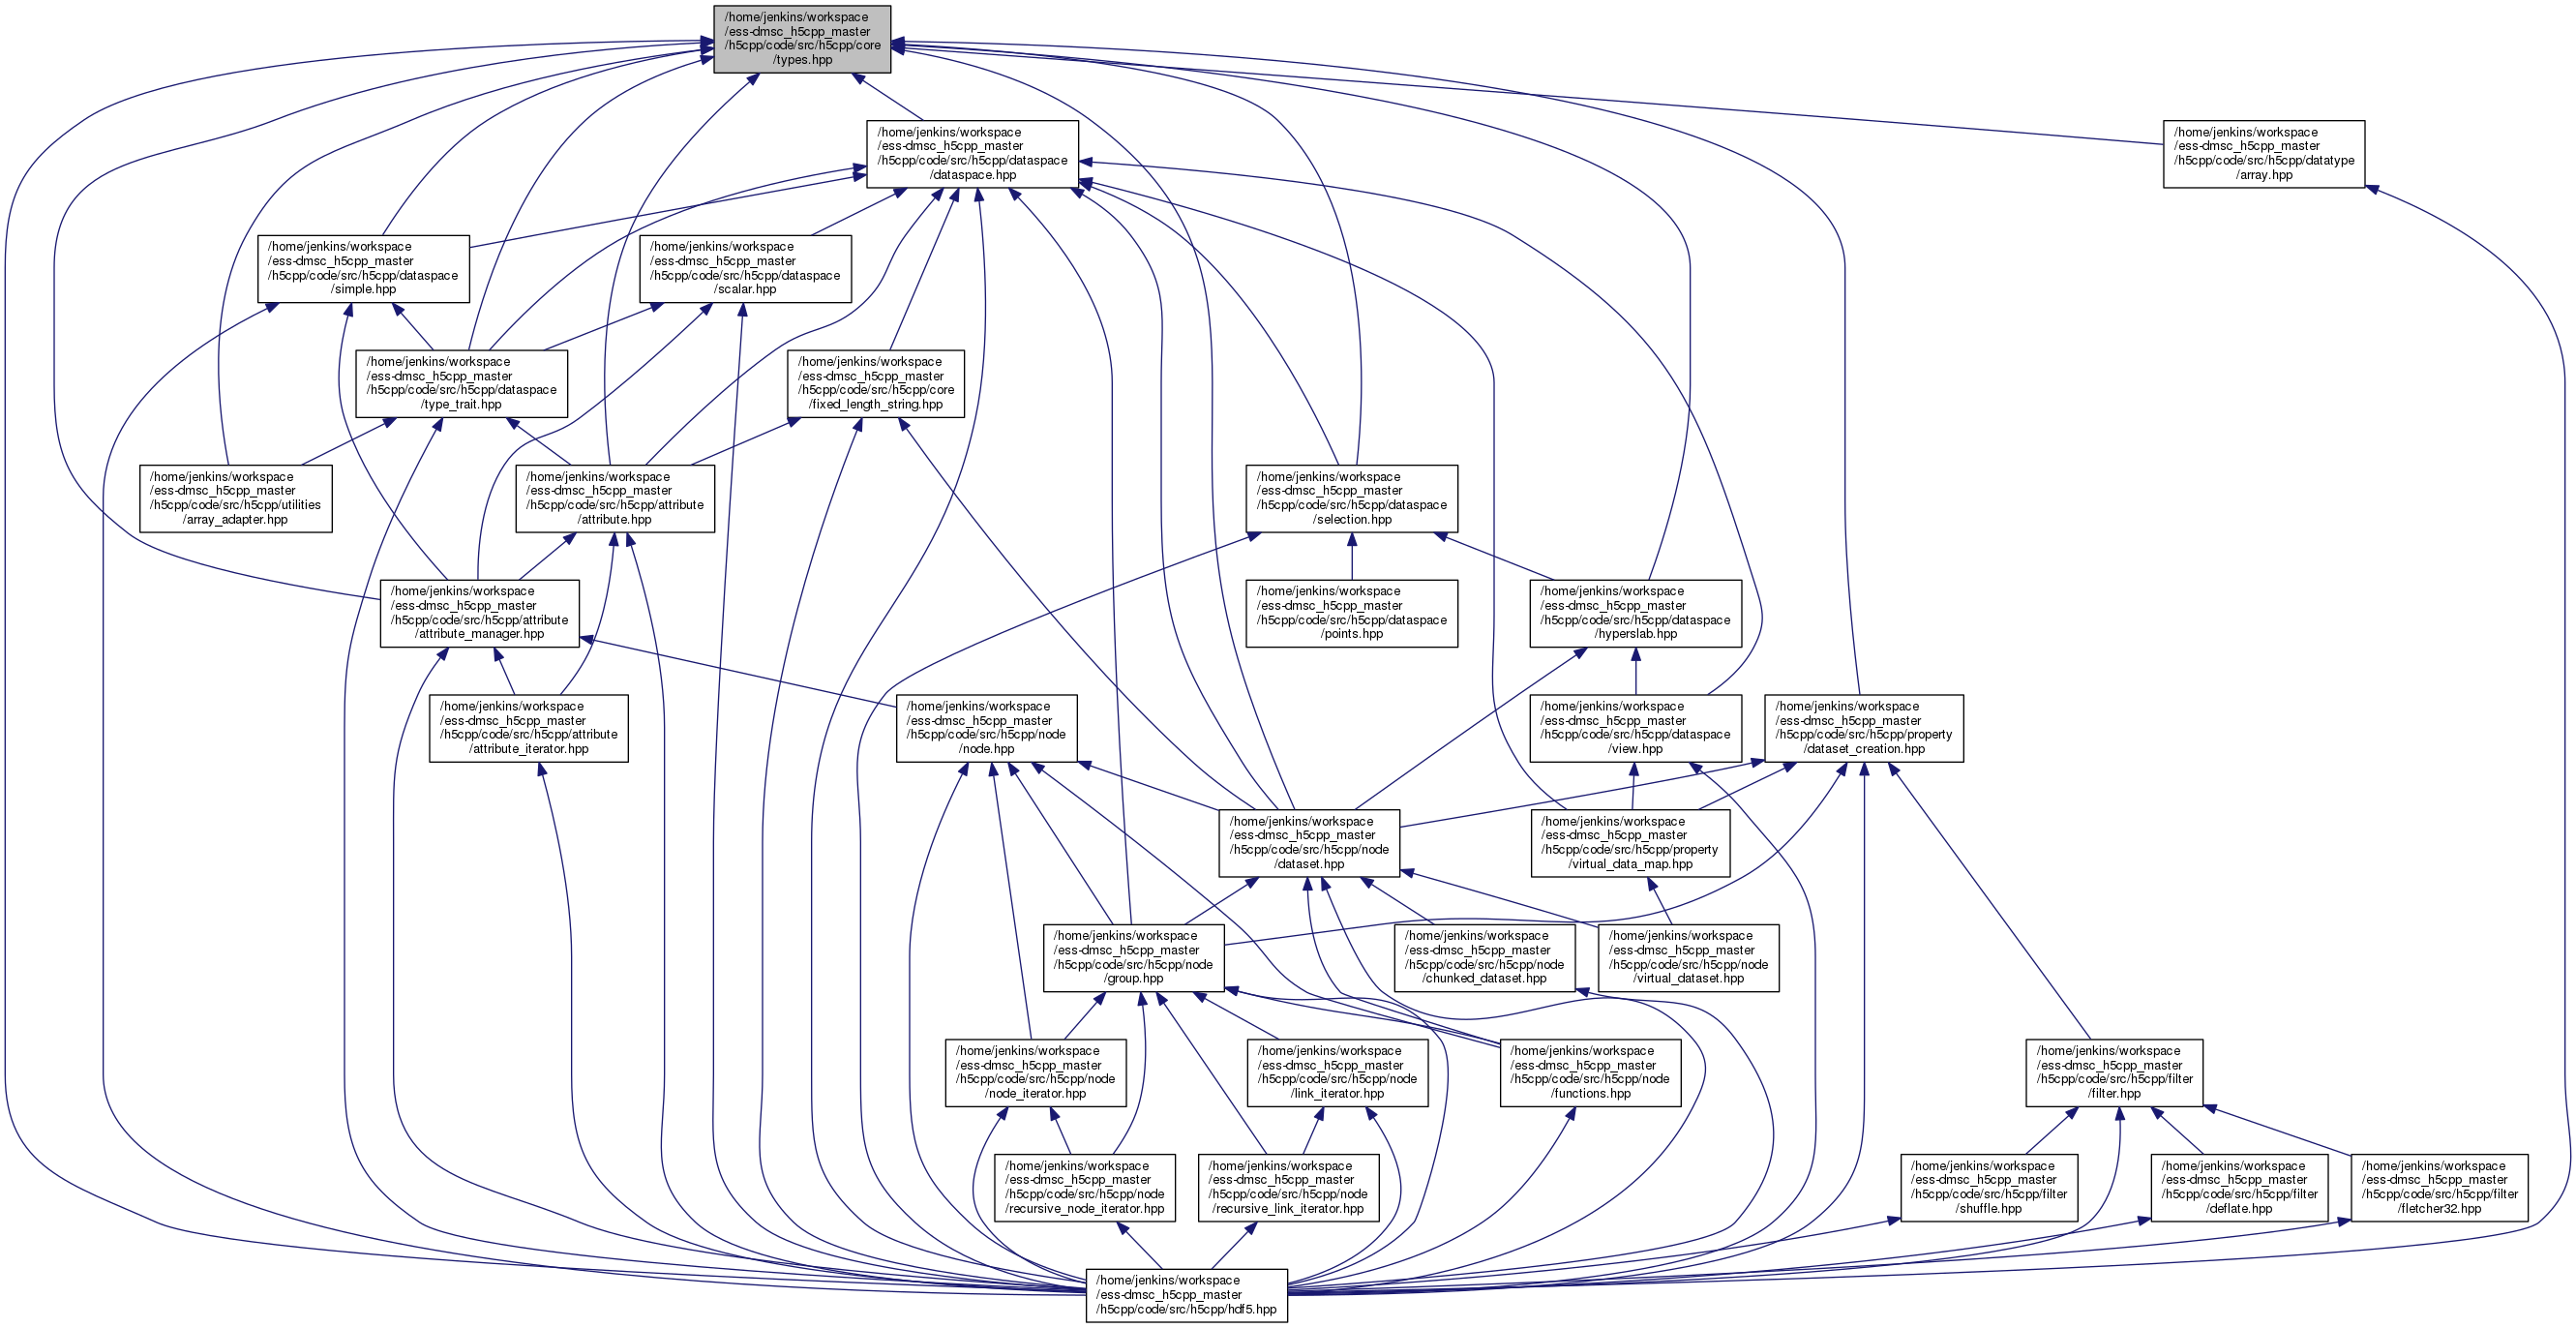 /home/jenkins/workspace
/ess-dmsc_h5cpp_master
/h5cpp/code/src/h5cpp/core
/types.hpp
/home/jenkins/workspace
/ess-dmsc_h5cpp_master
/h5cpp/code/src/h5cpp/dataspace
/dataspace.hpp
/home/jenkins/workspace
/ess-dmsc_h5cpp_master
/h5cpp/code/src/h5cpp/datatype
/array.hpp
/home/jenkins/workspace
/ess-dmsc_h5cpp_master
/h5cpp/code/src/h5cpp/dataspace
/simple.hpp
/home/jenkins/workspace
/ess-dmsc_h5cpp_master
/h5cpp/code/src/h5cpp/dataspace
/scalar.hpp
/home/jenkins/workspace
/ess-dmsc_h5cpp_master
/h5cpp/code/src/h5cpp/dataspace
/type_trait.hpp
/home/jenkins/workspace
/ess-dmsc_h5cpp_master
/h5cpp/code/src/h5cpp/core
/fixed_length_string.hpp
/home/jenkins/workspace
/ess-dmsc_h5cpp_master
/h5cpp/code/src/h5cpp/utilities
/array_adapter.hpp
/home/jenkins/workspace
/ess-dmsc_h5cpp_master
/h5cpp/code/src/h5cpp/attribute
/attribute.hpp
/home/jenkins/workspace
/ess-dmsc_h5cpp_master
/h5cpp/code/src/h5cpp/dataspace
/selection.hpp
/home/jenkins/workspace
/ess-dmsc_h5cpp_master
/h5cpp/code/src/h5cpp/attribute
/attribute_manager.hpp
/home/jenkins/workspace
/ess-dmsc_h5cpp_master
/h5cpp/code/src/h5cpp/dataspace
/points.hpp
/home/jenkins/workspace
/ess-dmsc_h5cpp_master
/h5cpp/code/src/h5cpp/dataspace
/hyperslab.hpp
/home/jenkins/workspace
/ess-dmsc_h5cpp_master
/h5cpp/code/src/h5cpp/attribute
/attribute_iterator.hpp
/home/jenkins/workspace
/ess-dmsc_h5cpp_master
/h5cpp/code/src/h5cpp/node
/node.hpp
/home/jenkins/workspace
/ess-dmsc_h5cpp_master
/h5cpp/code/src/h5cpp/dataspace
/view.hpp
/home/jenkins/workspace
/ess-dmsc_h5cpp_master
/h5cpp/code/src/h5cpp/property
/dataset_creation.hpp
/home/jenkins/workspace
/ess-dmsc_h5cpp_master
/h5cpp/code/src/h5cpp/node
/dataset.hpp
/home/jenkins/workspace
/ess-dmsc_h5cpp_master
/h5cpp/code/src/h5cpp/property
/virtual_data_map.hpp
/home/jenkins/workspace
/ess-dmsc_h5cpp_master
/h5cpp/code/src/h5cpp/node
/group.hpp
/home/jenkins/workspace
/ess-dmsc_h5cpp_master
/h5cpp/code/src/h5cpp/node
/chunked_dataset.hpp
/home/jenkins/workspace
/ess-dmsc_h5cpp_master
/h5cpp/code/src/h5cpp/node
/virtual_dataset.hpp
/home/jenkins/workspace
/ess-dmsc_h5cpp_master
/h5cpp/code/src/h5cpp/node
/node_iterator.hpp
/home/jenkins/workspace
/ess-dmsc_h5cpp_master
/h5cpp/code/src/h5cpp/node
/link_iterator.hpp
/home/jenkins/workspace
/ess-dmsc_h5cpp_master
/h5cpp/code/src/h5cpp/node
/functions.hpp
/home/jenkins/workspace
/ess-dmsc_h5cpp_master
/h5cpp/code/src/h5cpp/filter
/filter.hpp
/home/jenkins/workspace
/ess-dmsc_h5cpp_master
/h5cpp/code/src/h5cpp/node
/recursive_node_iterator.hpp
/home/jenkins/workspace
/ess-dmsc_h5cpp_master
/h5cpp/code/src/h5cpp/node
/recursive_link_iterator.hpp
/home/jenkins/workspace
/ess-dmsc_h5cpp_master
/h5cpp/code/src/h5cpp/filter
/shuffle.hpp
/home/jenkins/workspace
/ess-dmsc_h5cpp_master
/h5cpp/code/src/h5cpp/filter
/deflate.hpp
/home/jenkins/workspace
/ess-dmsc_h5cpp_master
/h5cpp/code/src/h5cpp/filter
/fletcher32.hpp
/home/jenkins/workspace
/ess-dmsc_h5cpp_master
/h5cpp/code/src/h5cpp/hdf5.hpp